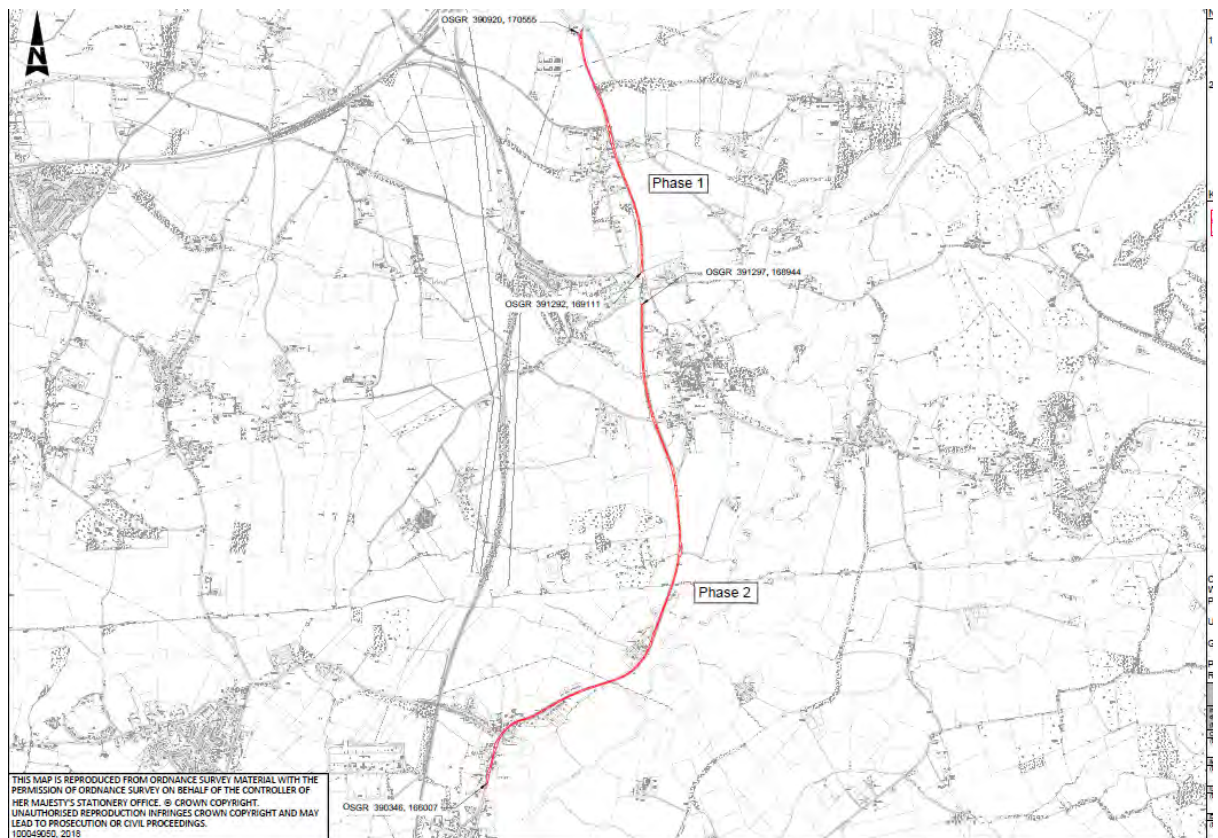 OSGR 390920, 170555
N
Phase 1
OSGR 391297, 168944
OSGR 391292, 169111
Phase 2
OSGR 390346, 166007
THIS MAP IS REPRODUCED FROM ORDNANCE SURVEY MATERIAL WITH THE
PERMISSION OF ORDNANCE SURVEY ON BEHALF OF THE CONTROLLER OF
HER MAJESTY'S STATIONERY OFFICE. © CROWN COPYRIGHT.
UNAUTHORISED REPRODUCTION INFRINGES CROWN COPYRIGHT AND MAY
LEAD TO PROSECUTION OR CIVIL PROCEEDINGS.
100049050, 2018